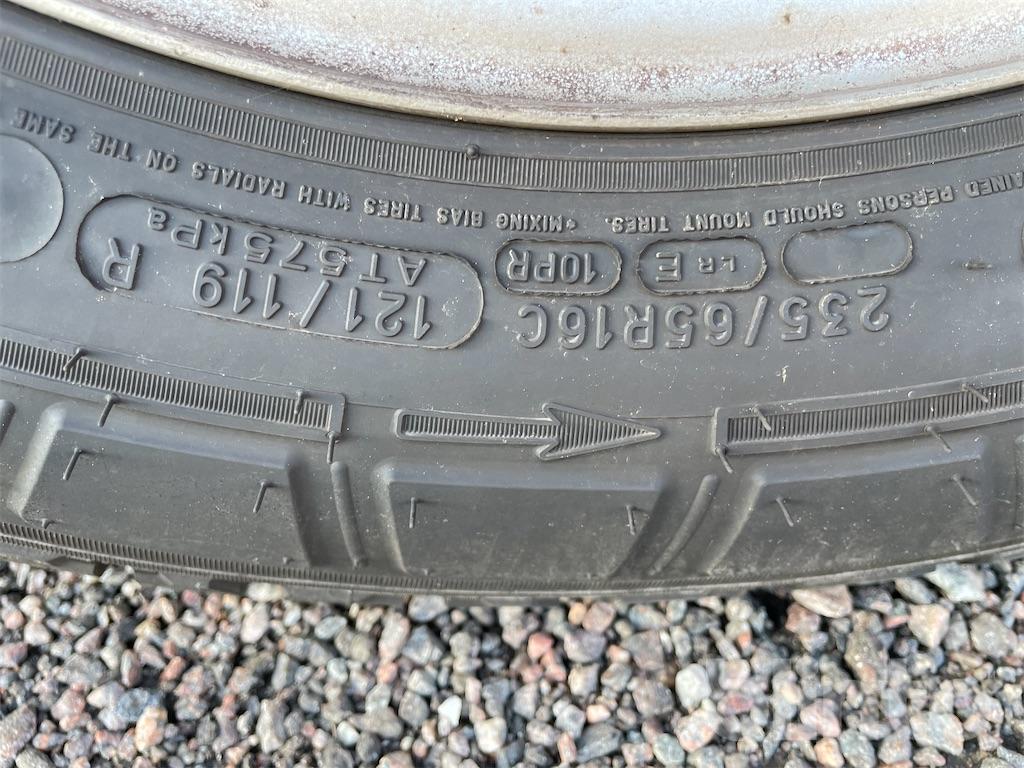 235/65R16C 121/119 R
LR E 10PR AT 575 kPa
AINED PERSONS SHOULD MOUNT TIRES. •MIXING BIAS TIRES WITH RADIALS ON THE SAME